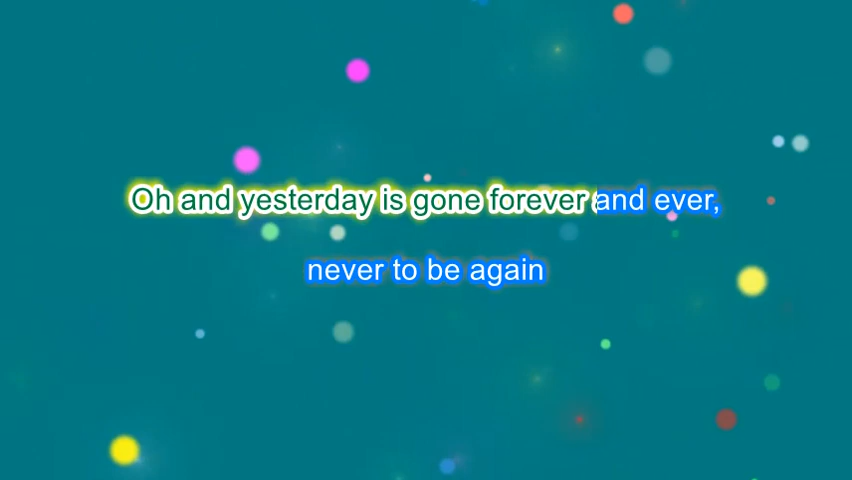 Oh and yesterday is gone forever and ever,
never to be again